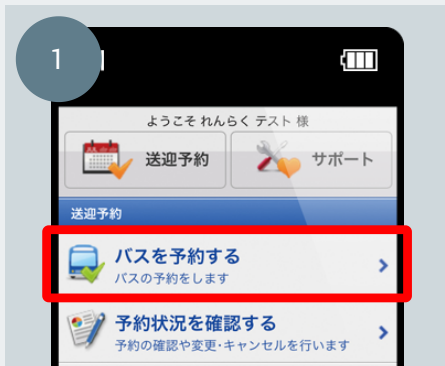 1
ようこそ れんらく テスト 様
送迎予約
サポート
送迎予約
バスを予約する
バスの予約をします
予約状況を確認する
予約の確認や変更・キャンセルを行います